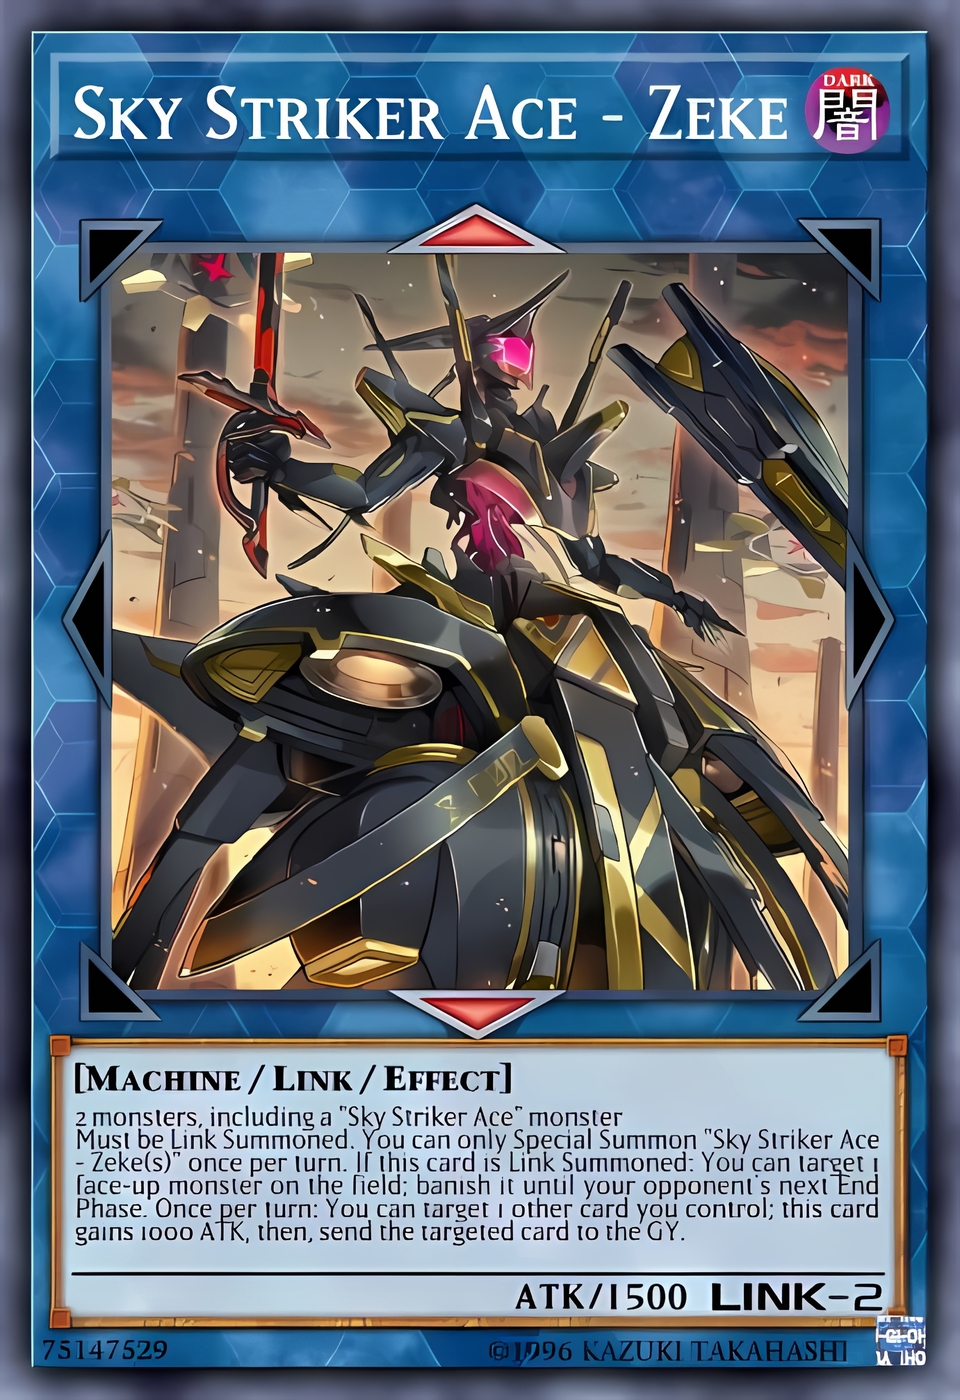 SKY STRIKER ACE - ZEKE
DARK
闇
[MACHINE / LINK / EFFECT]
2 monsters, including a "Sky Striker Ace" monster
Must be Link Summoned. You can only Special Summon "Sky Striker Ace
- Zeke(s)" once per turn. If this card is Link Summoned: You can target 1
face-up monster on the field; banish it until your opponent's next End
Phase. Once per turn: You can target 1 other card you control; this card
gains 1000 ATK, then, send the targeted card to the GY.
ATK/1500 LINK-2
75147529
©1996 KAZUKI TAKAHASHI